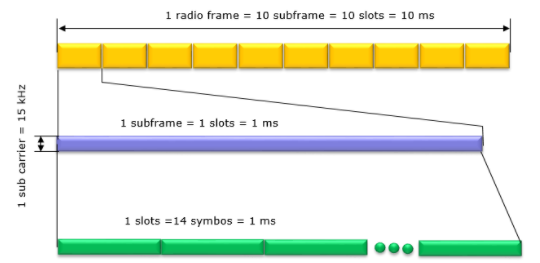 1 radio frame = 10 subframe = 10 slots = 10 ms
1 sub carrier = 15 kHz
1 subframe = 1 slots = 1 ms
1 slots =14 symbos = 1 ms